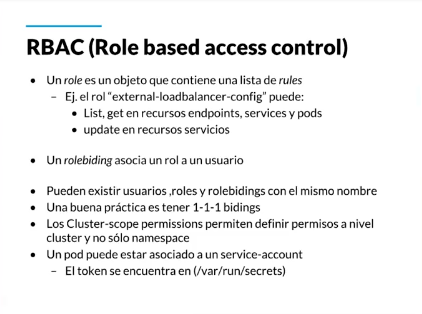 RBAC (Role based access control)
• Un role es un objeto que contiene una lista de rules
– Ej. el rol “external-loadbalancer-config” puede:
• List, get en recursos endpoints, services y pods
• update en recursos servicios
• Un rolebiding asocia un rol a un usuario
• Pueden existir usuarios ,roles y rolebidings con el mismo nombre
• Una buena práctica es tener 1-1-1 bidings
• Los Cluster-scope permissions permiten definir permisos a nivel
cluster y no sólo namespace
• Un pod puede estar asociado a un service-account
– El token se encuentra en (/var/run/secrets)